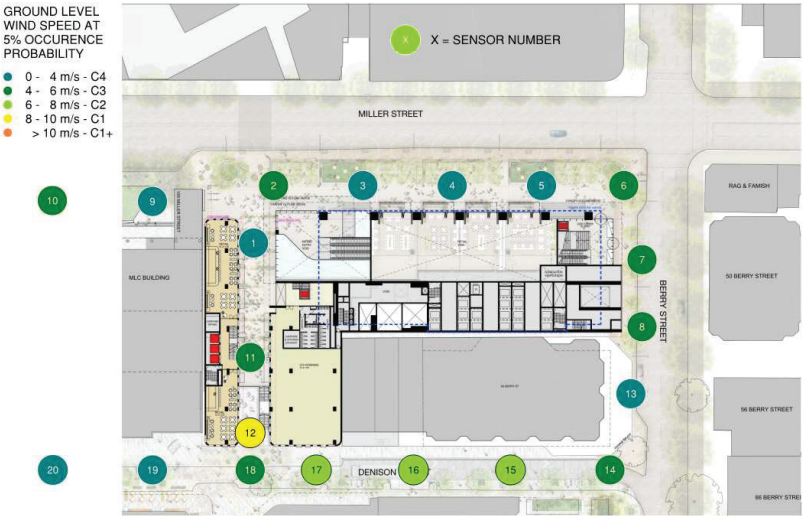 GROUND LEVEL
WIND SPEED AT
5% OCCURENCE
PROBABILITY
0 - 4 m/s - C4
4 - 6 m/s - C3
6 - 8 m/s - C2
8 - 10 m/s - C1
> 10 m/s - C1+
X
X = SENSOR NUMBER
MILLER STREET
10
9
2
3
4
5
6
RAG & FAMISH
1
MLC BUILDING
7
50 BERRY STREET
BERRY STREET
8
11
13
56 BERRY STREET
12
20
19
18
17
DENISON
16
15
14
66 BERRY STREET